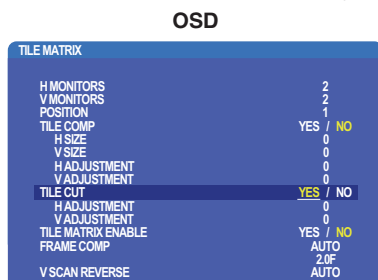 OSD
TILE MATRIX
H MONITORS 2
V MONITORS 2
POSITION 1
TILE COMP YES / NO
H SIZE 0
V SIZE 0
H ADJUSTMENT 0
V ADJUSTMENT 0
TILE CUT YES / NO
H ADJUSTMENT 0
V ADJUSTMENT 0
TILE MATRIX ENABLE YES / NO
FRAME COMP AUTO
2.0F
V SCAN REVERSE AUTO